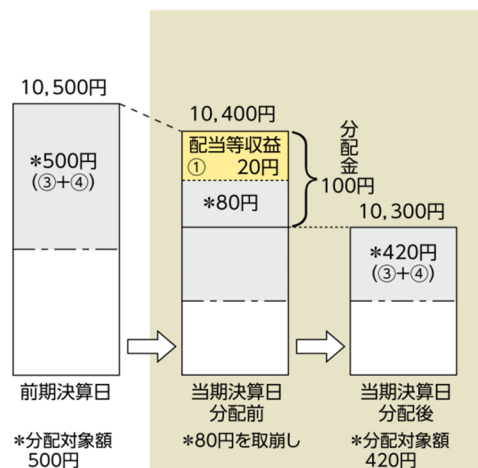 10,500円
*500円
(③+④)
前期決算日
*分配対象額
500円
10,400円
配当等収益
① 20円
*80円
当期決算日
分配前
*80円を取崩し
分配金
100円
10,300円
*420円
(③+④)
当期決算日
分配後
*分配対象額
420円